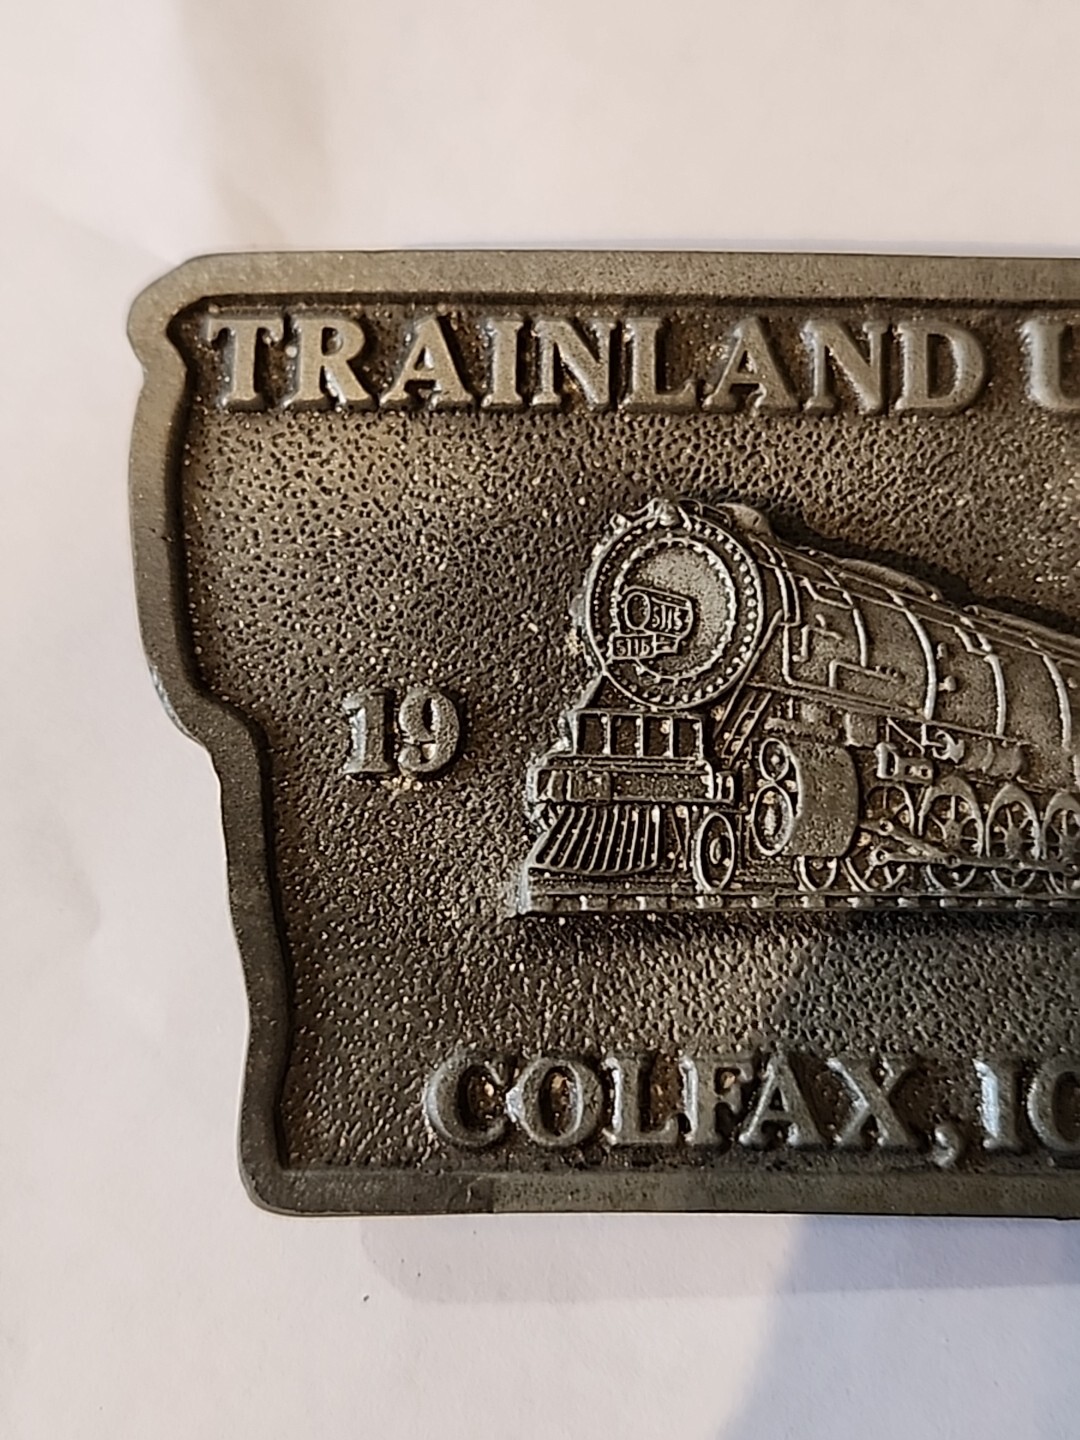 TRAINLAND U
5115
19
COLFAX, IO